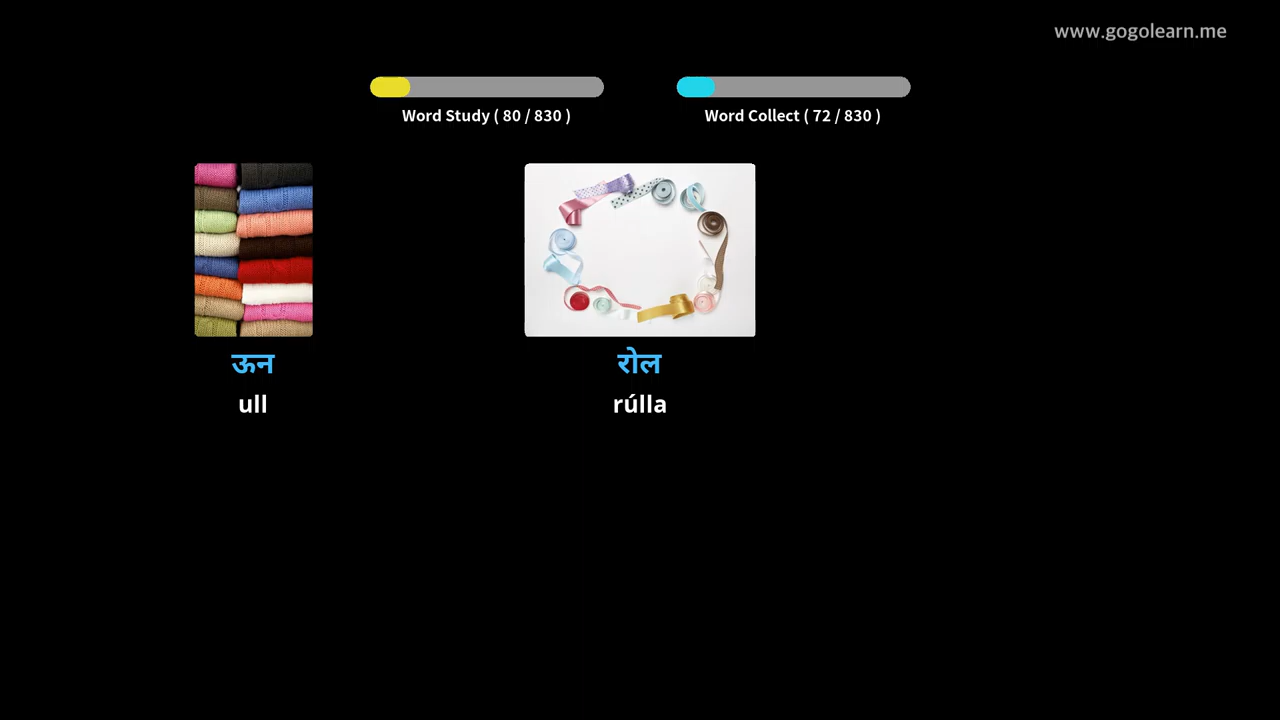 www.gogolearn.me
Word Study ( 80 / 830 )
Word Collect ( 72 / 830 )
ऊन
ull
रोल
rúlla